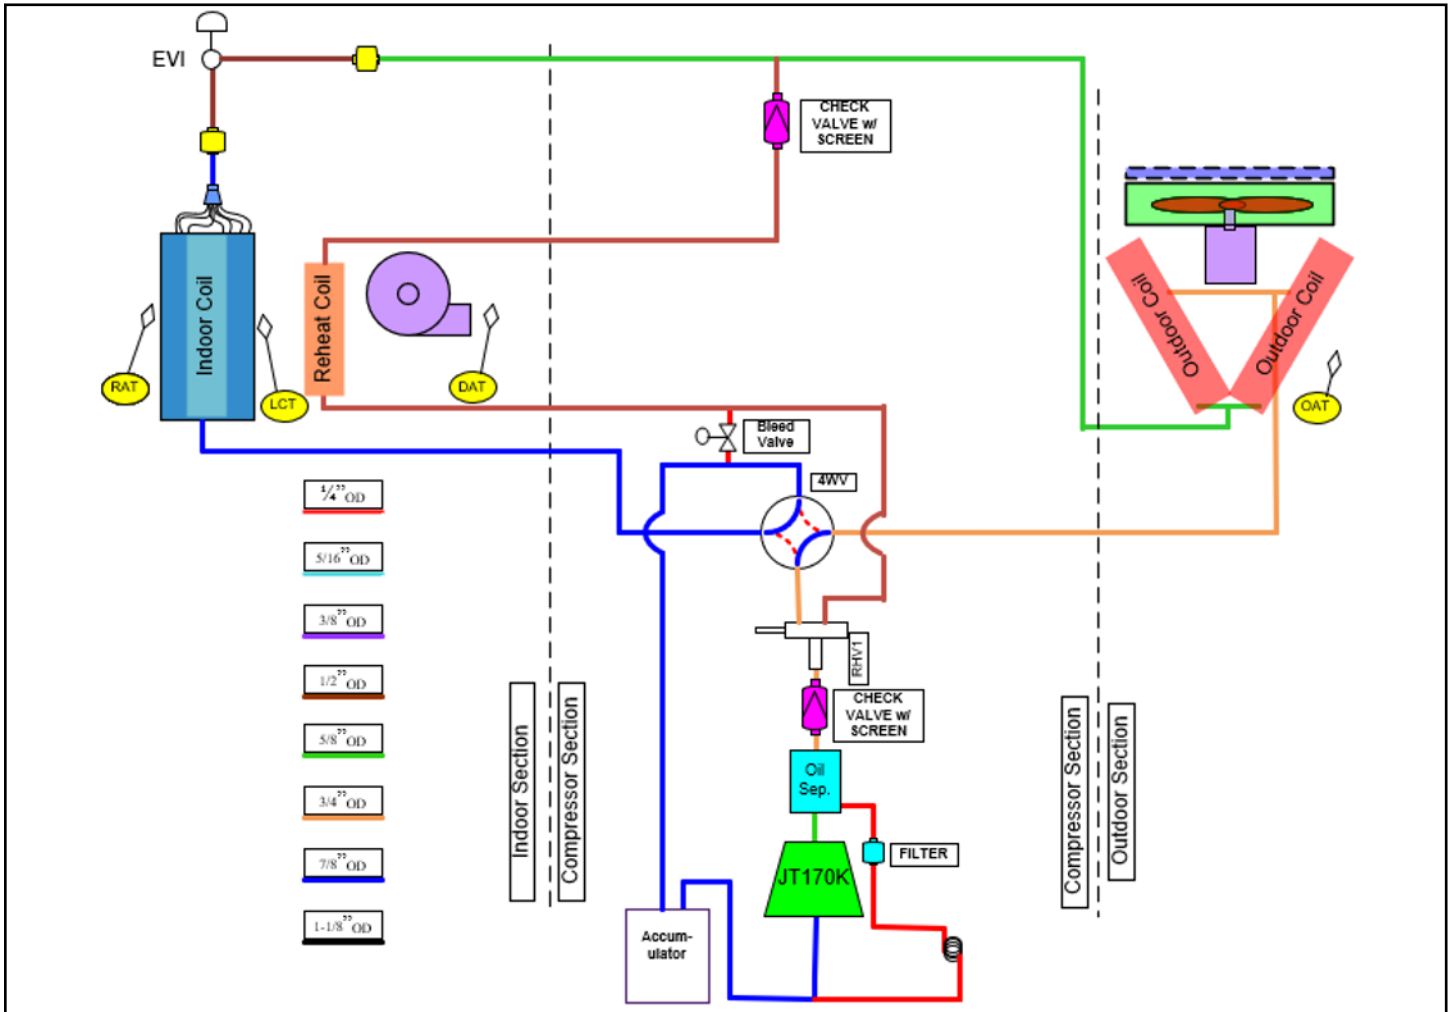 EVI
CHECK
VALVE w/
SCREEN
Indoor Coil
Reheat Coil
Outdoor Coil
Outdoor Coil
RAT
LCT
DAT
OAT
Bleed
Valve
4WV
1/4”OD
5/16”OD
3/8”OD
1/2”OD
5/8”OD
3/4”OD
7/8”OD
1-1/8”OD
RHV1
CHECK
VALVE w/
SCREEN
Indoor Section
Compressor Section
Compressor Section
Outdoor Section
Oil
Sep.
FILTER
JT170K
Accum-
ulator